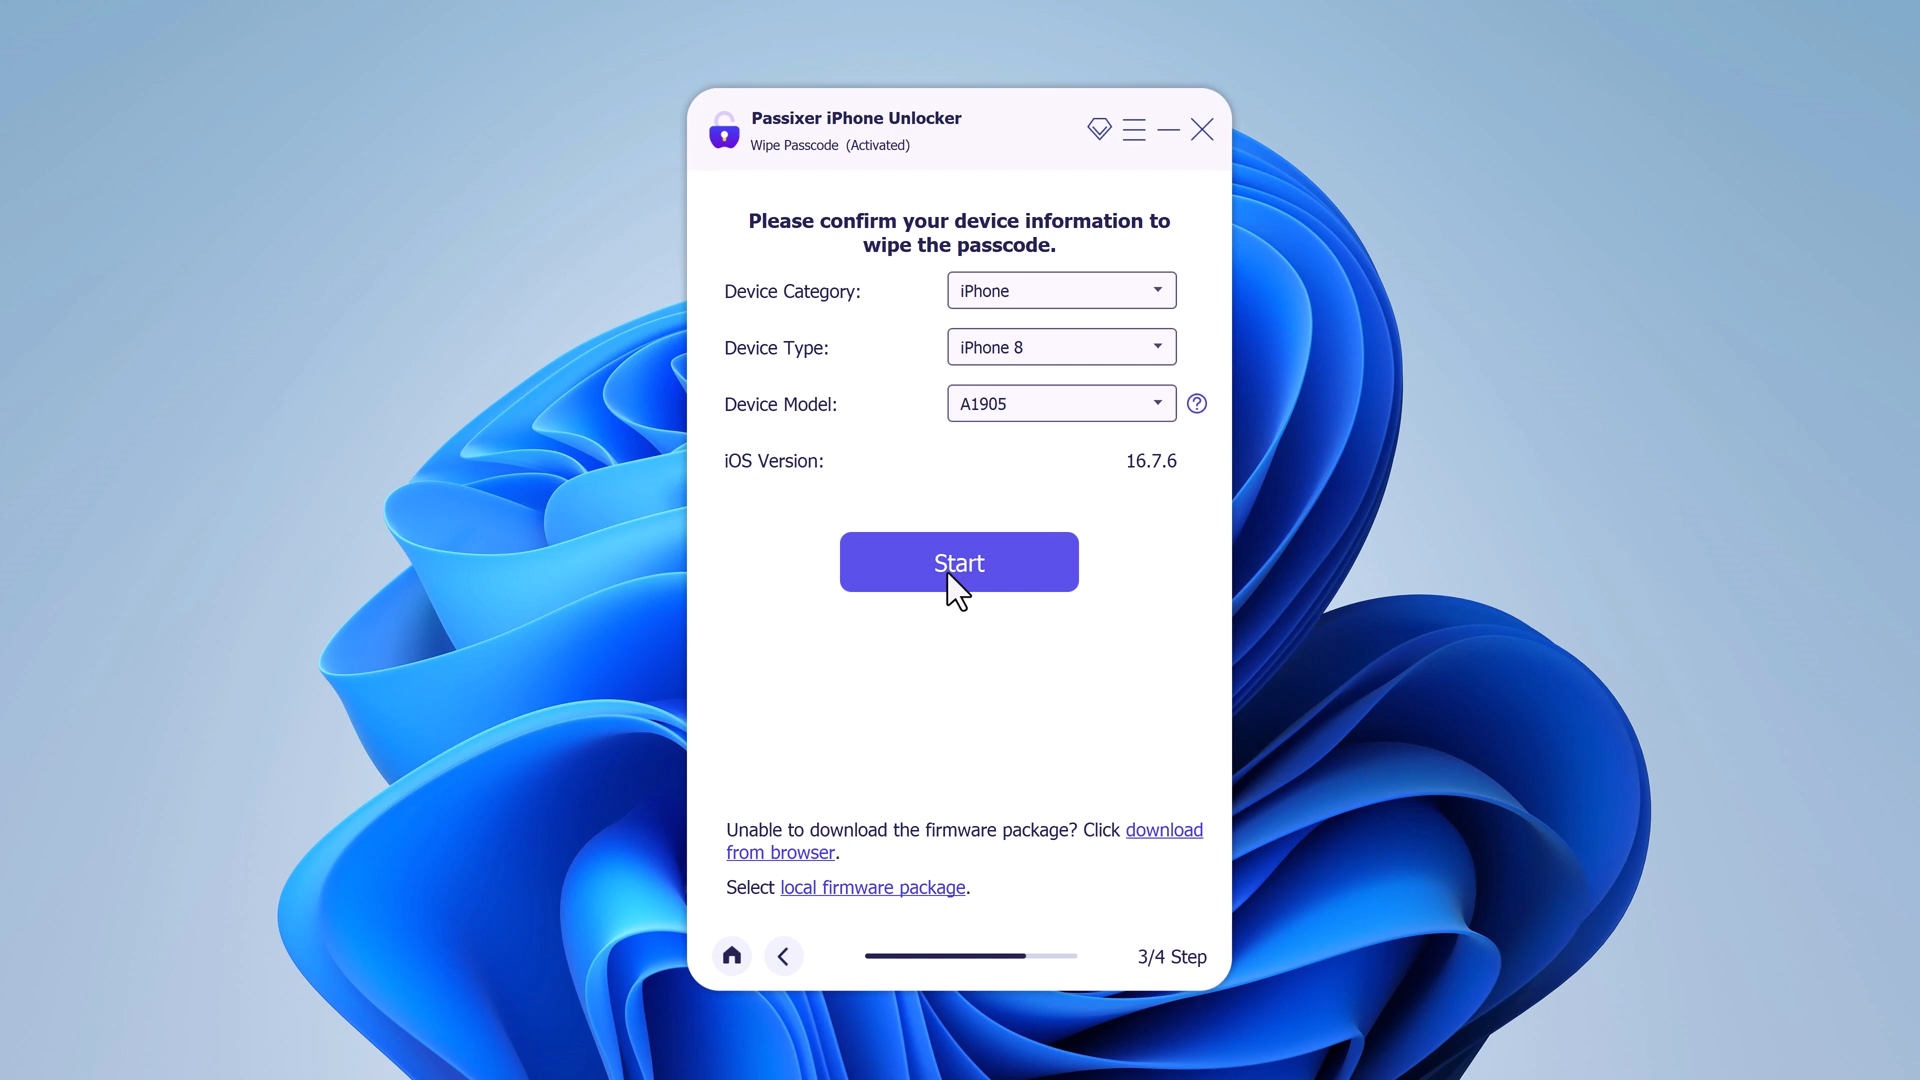 Passixer iPhone Unlocker
Wipe Passcode (Activated)
Please confirm your device information to
wipe the passcode.
Device Category: iPhone
Device Type: iPhone 8
Device Model: A1905 ?
iOS Version: 16.7.6
Start
Unable to download the firmware package? Click download
from browser.
Select local firmware package.
3/4 Step